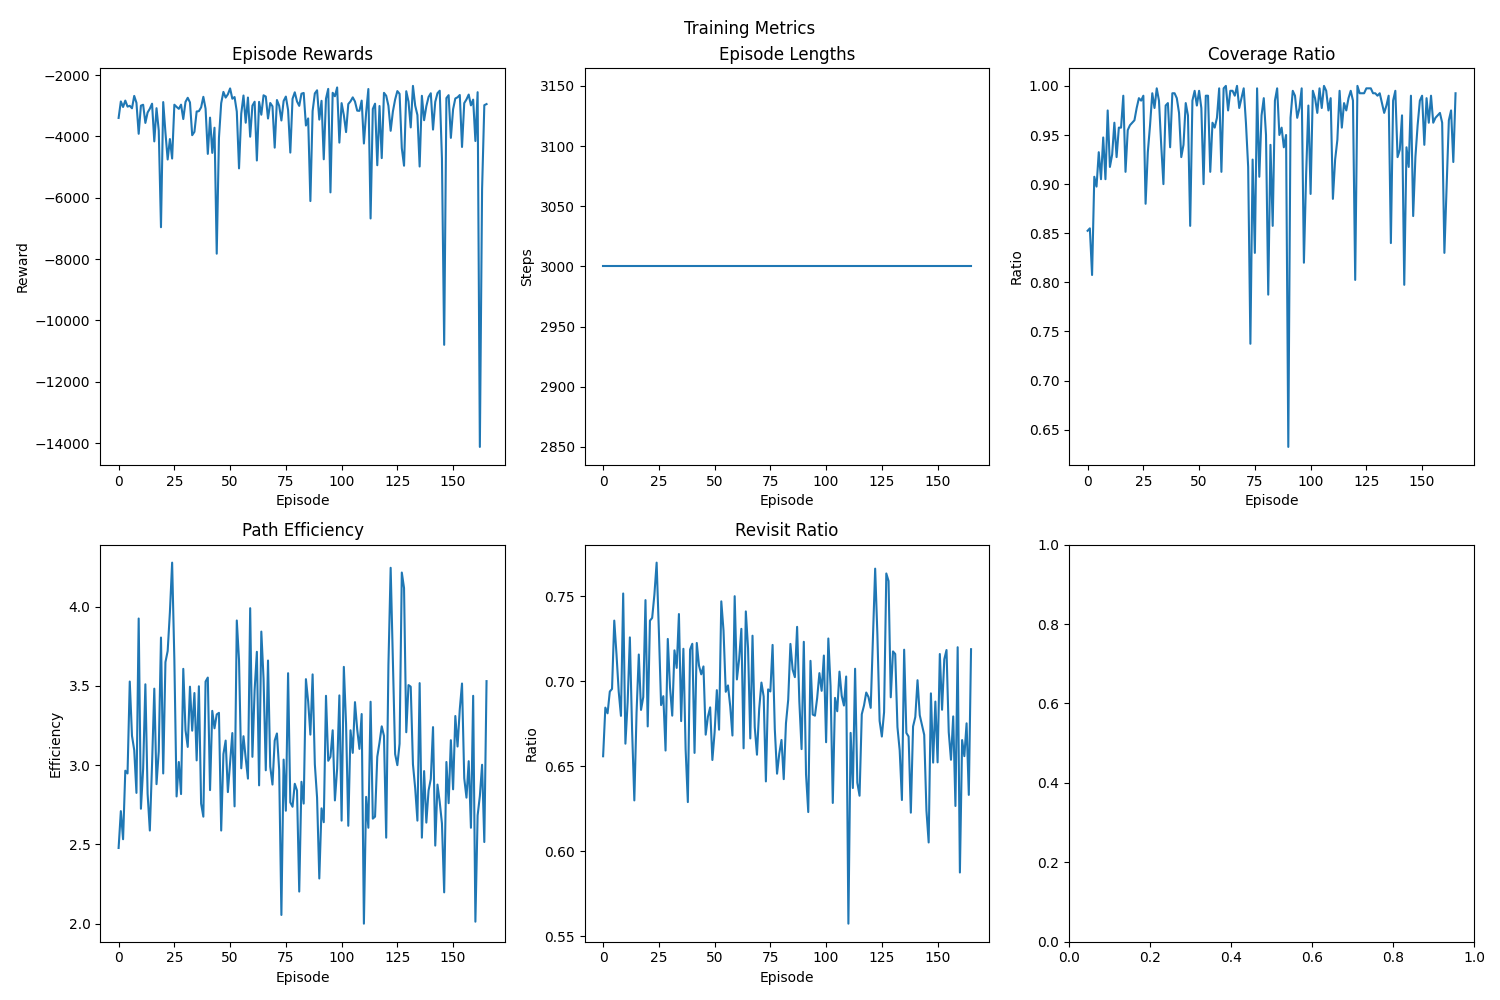 Training Metrics
Episode Rewards
−2000
−4000
−6000
−8000
−10000
−12000
−14000
Reward
0 25 50 75 100 125 150
Episode
Episode Lengths
3150
3100
3050
3000
2950
2900
2850
Steps
0 25 50 75 100 125 150
Episode
Coverage Ratio
1.00
0.95
0.90
0.85
0.80
0.75
0.70
0.65
Ratio
0 25 50 75 100 125 150
Episode
Path Efficiency
4.0
3.5
3.0
2.5
2.0
Efficiency
0 25 50 75 100 125 150
Episode
Revisit Ratio
0.75
0.70
0.65
0.60
0.55
Ratio
0 25 50 75 100 125 150
Episode
1.0
0.8
0.6
0.4
0.2
0.0
0.0 0.2 0.4 0.6 0.8 1.0